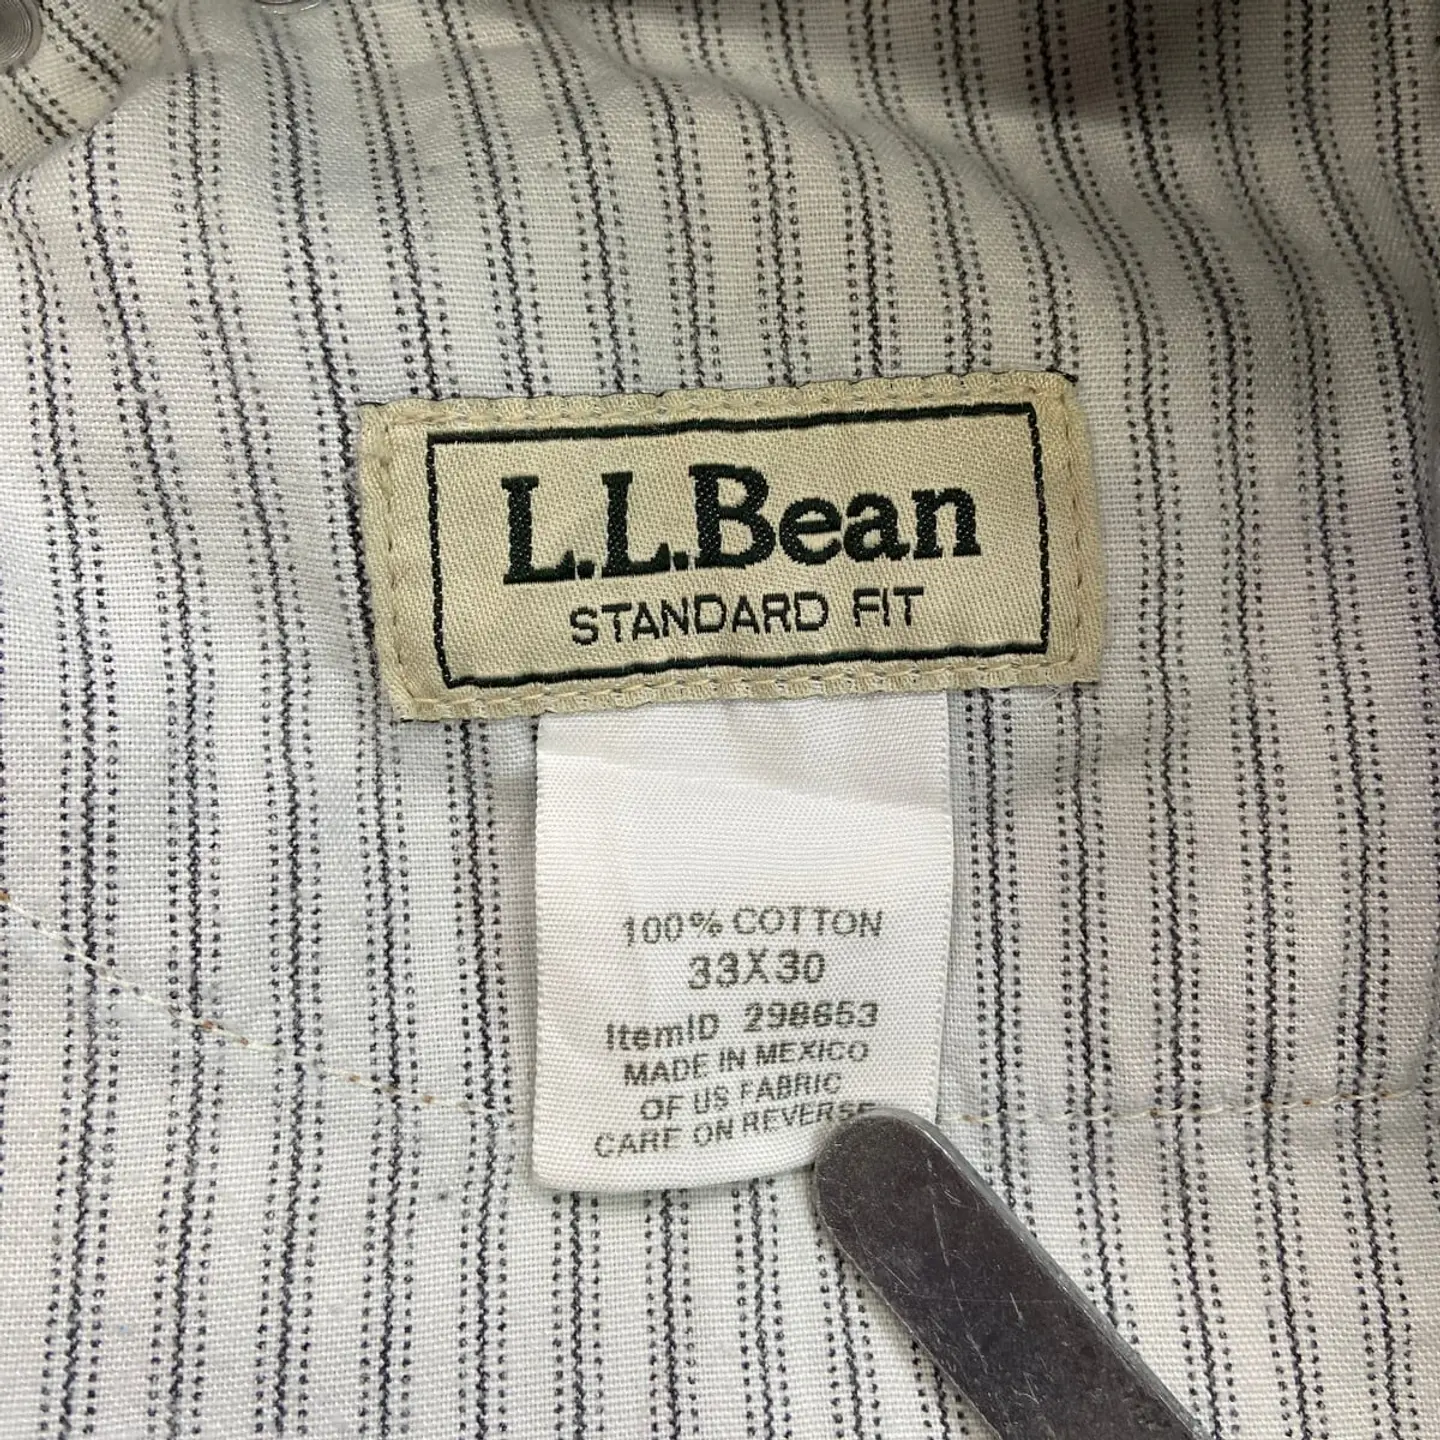 L.L.Bean
STANDARD FIT
100% COTTON
33X30
ItemID 298653
MADE IN MEXICO
OF US FABRIC
CARE ON REVERSE